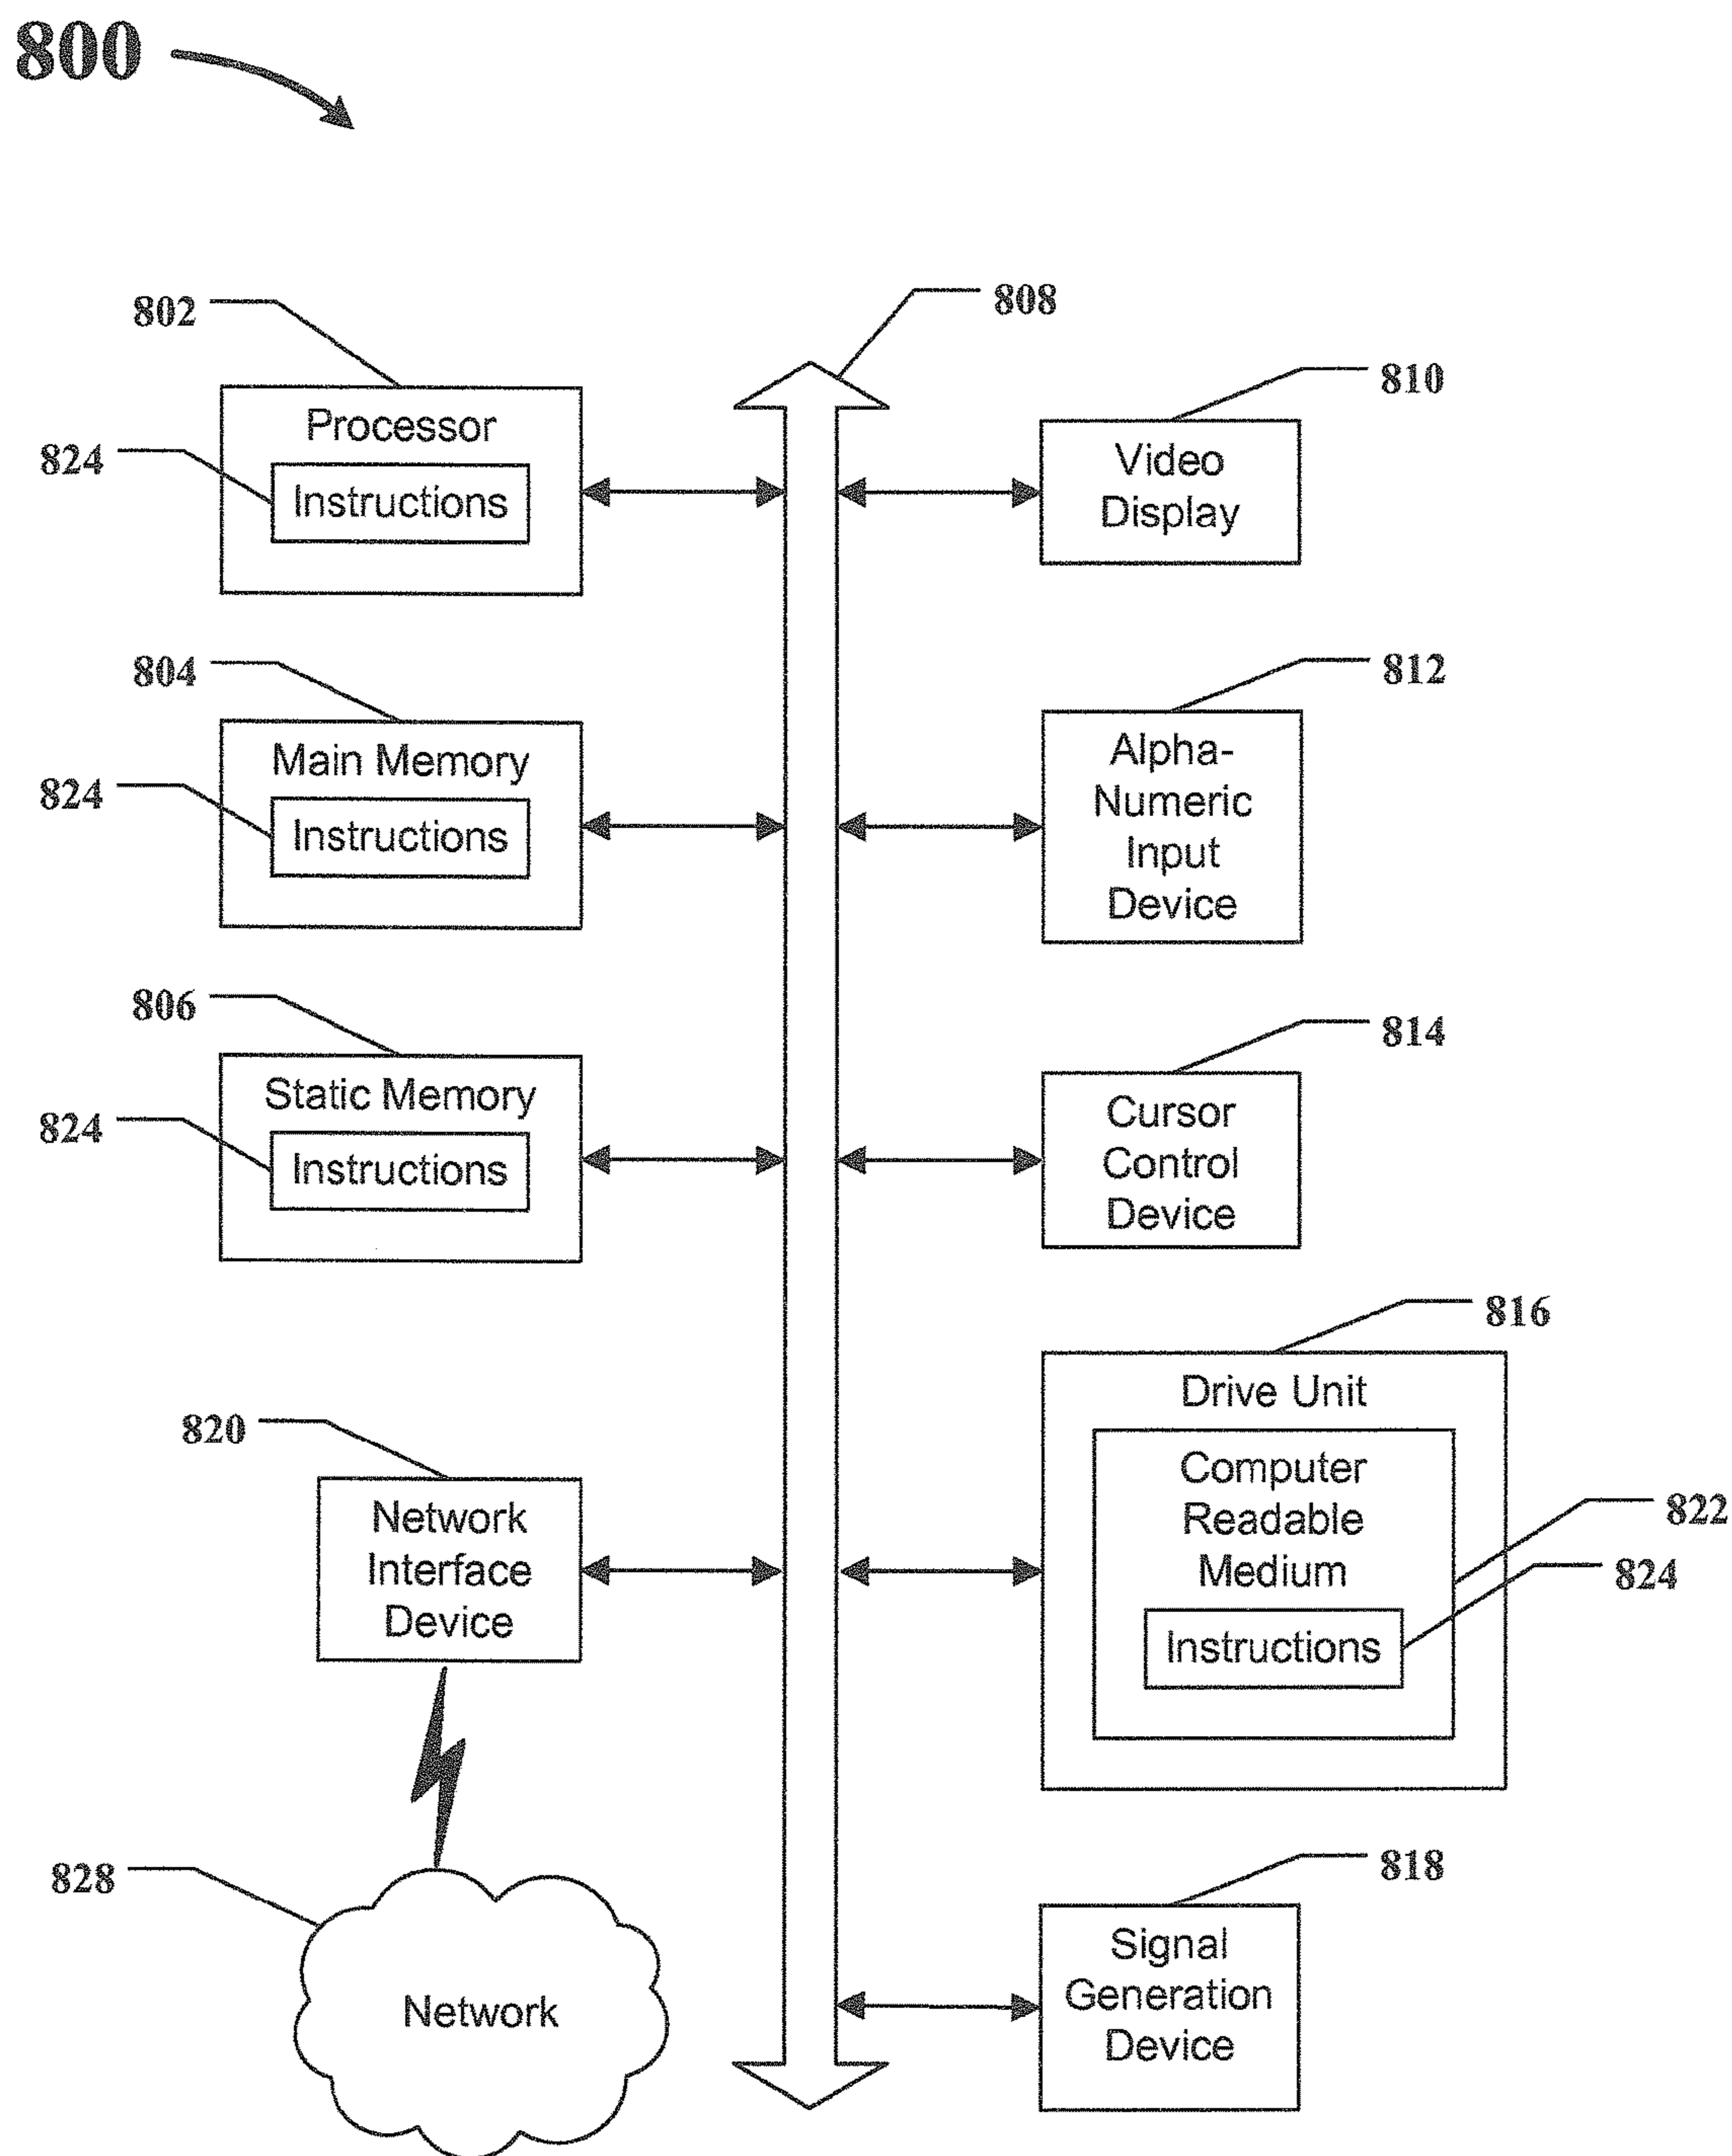 800
802
808
810
Processor
824
Instructions
Video
Display
804
812
Main Memory
824
Instructions
Alpha-
Numeric
Input
Device
806
814
Static Memory
824
Instructions
Cursor
Control
Device
816
Drive Unit
820
Network
Interface
Device
Computer
Readable
Medium
822
824
Instructions
828
818
Network
Signal
Generation
Device